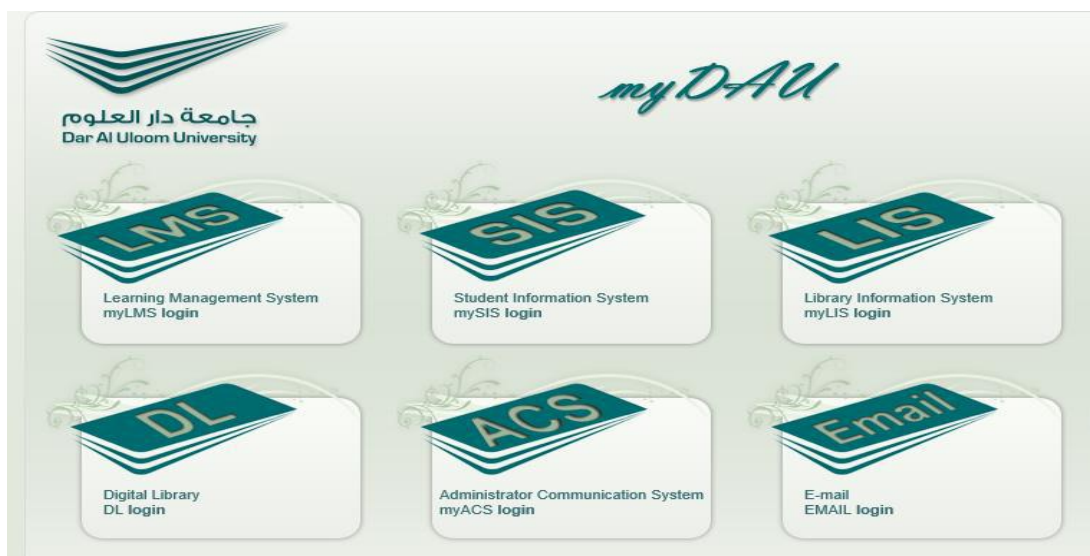 جامعة دار العلوم
Dar Al Uloom University
myDAU
LMS
Learning Management System
myLMS login
SIS
Student Information System
mySIS login
LIS
Library Information System
myLIS login
DL
Digital Library
DL login
ACS
Administrator Communication System
myACS login
Email
E-mail
EMAIL login